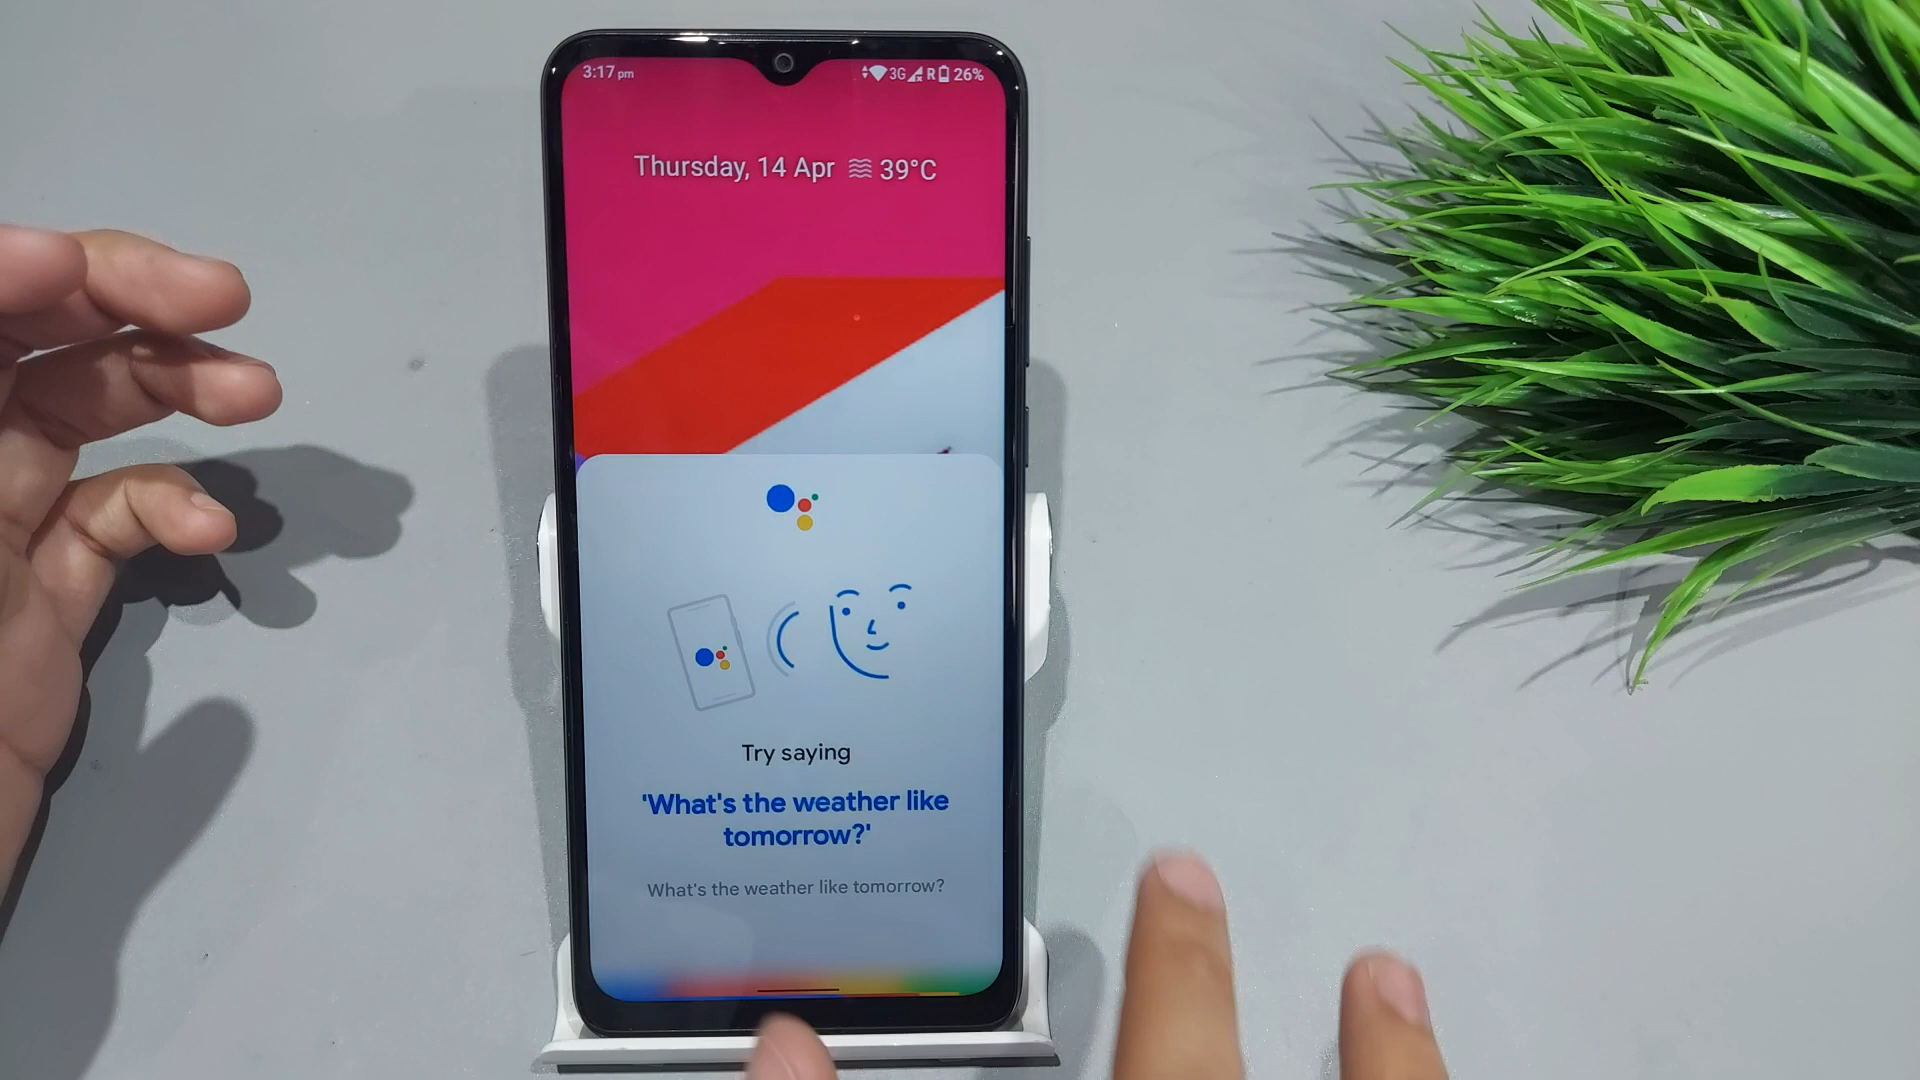 3:17 pm 3G R 26%
Thursday, 14 Apr 39°C
Try saying
'What's the weather like
tomorrow?'
What's the weather like tomorrow?